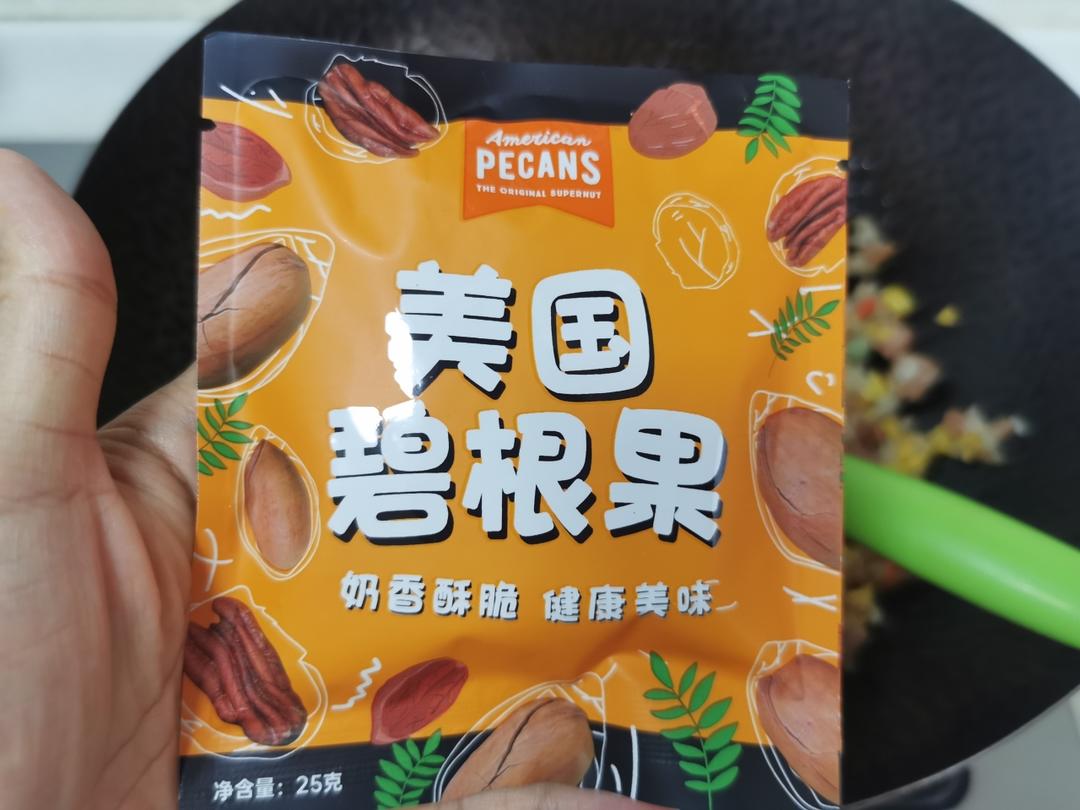 American
PECANS
THE ORIGINAL SUPERNUT
美国
碧根果
奶香酥脆 健康美味
净含量：25克